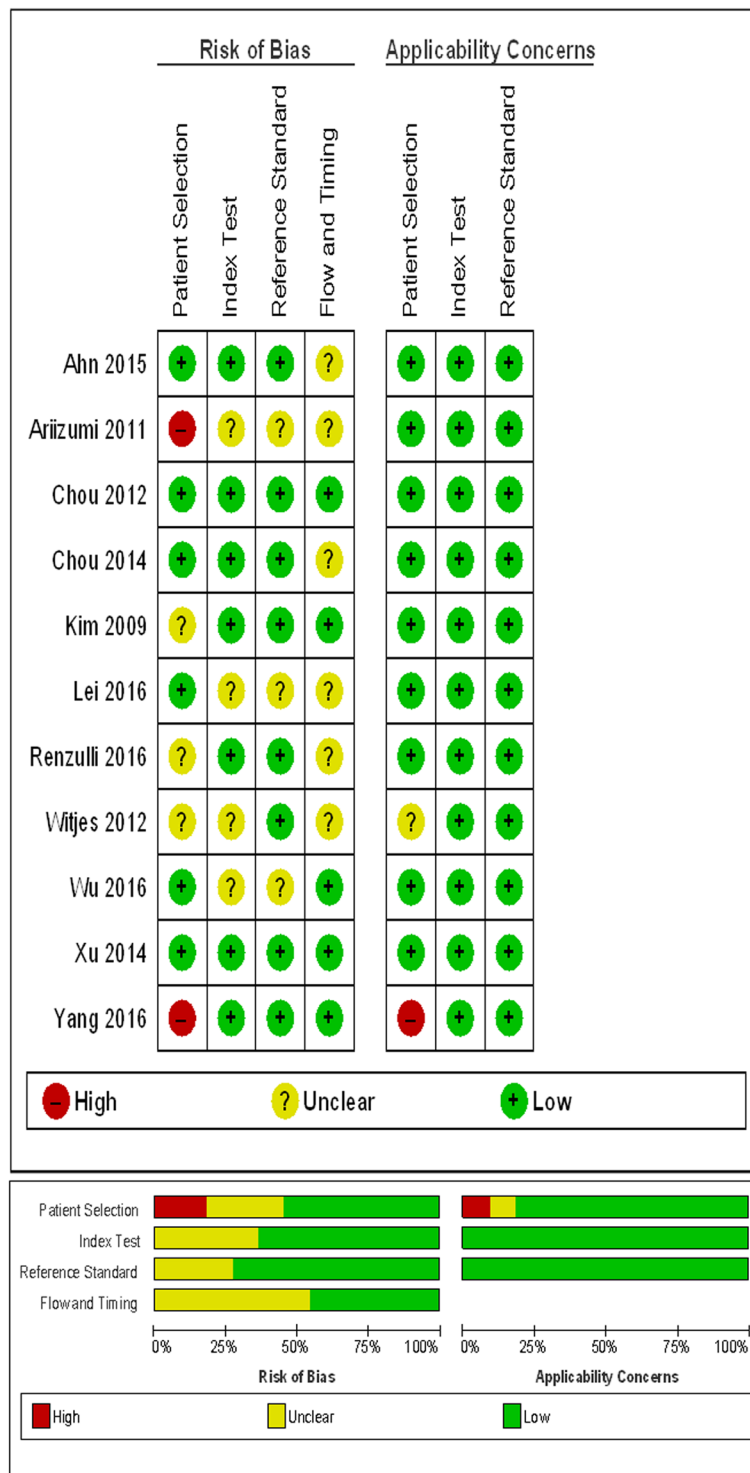 Risk of Bias Applicability Concerns
Patient Selection
Index Test
Reference Standard
Flow and Timing
Patient Selection
Index Test
Reference Standard
Ahn 2015 + + + ? + + +
Ariizumi 2011 – ? ? ? + + +
Chou 2012 + + + + + + +
Chou 2014 + + + ? + + +
Kim 2009 ? + + + + + +
Lei 2016 + ? ? ? + + +
Renzulli 2016 ? + + ? + + +
Witjes 2012 ? ? + ? ? + +
Wu 2016 + ? ? + + + +
Xu 2014 + + + + + + +
Yang 2016 – + + + – + +
– High ? Unclear + Low
Patient Selection
Index Test
Reference Standard
Flow and Timing
0% 25% 50% 75% 100% 0% 25% 50% 75% 100%
Risk of Bias Applicability Concerns
High Unclear Low